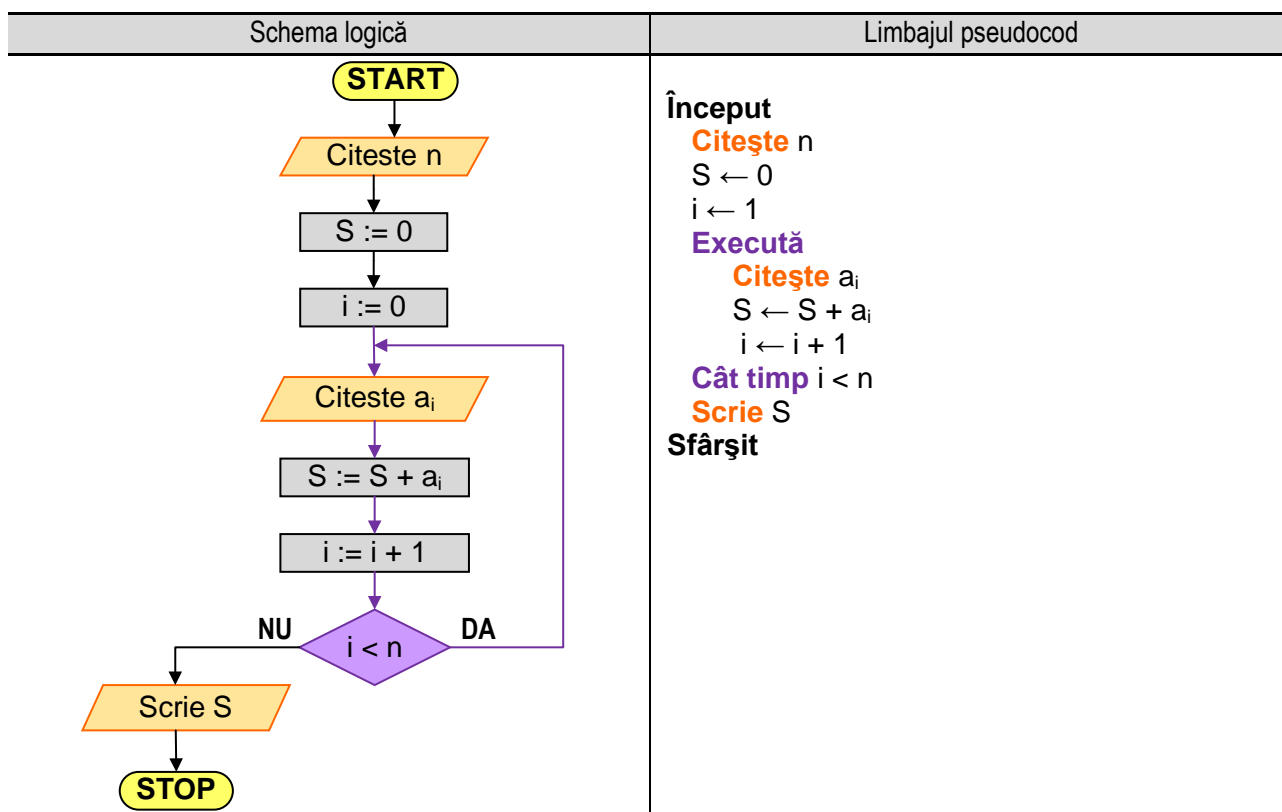 Schema logică
START
Citeste n
S := 0
i := 0
Citeste aᵢ
S := S + aᵢ
i := i + 1
NU
i < n
DA
Scrie S
STOP
Limbajul pseudocod
Început
Citeşte n
S ← 0
i ← 1
Execută
Citeşte aᵢ
S ← S + aᵢ
i ← i + 1
Cât timp i < n
Scrie S
Sfârşit